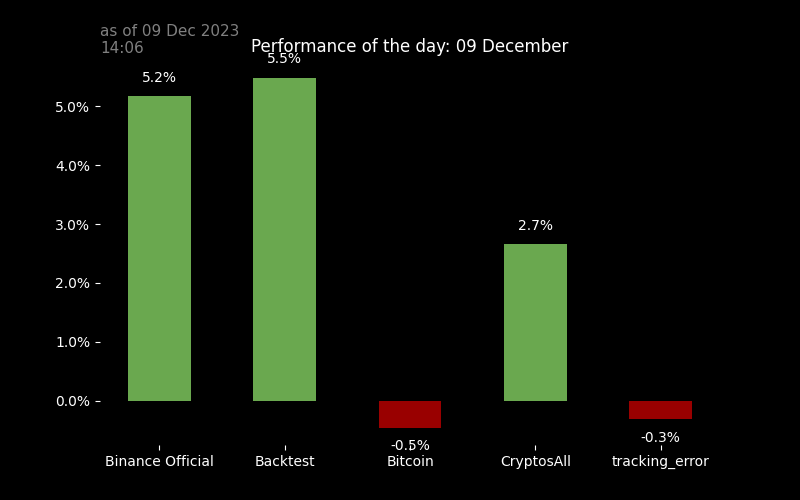 as of 09 Dec 2023
14:06
Performance of the day: 09 December
5.2%
5.5%
-0.5%
2.7%
-0.3%
5.0%
4.0%
3.0%
2.0%
1.0%
0.0%
Binance Official
Backtest
Bitcoin
CryptosAll
tracking_error